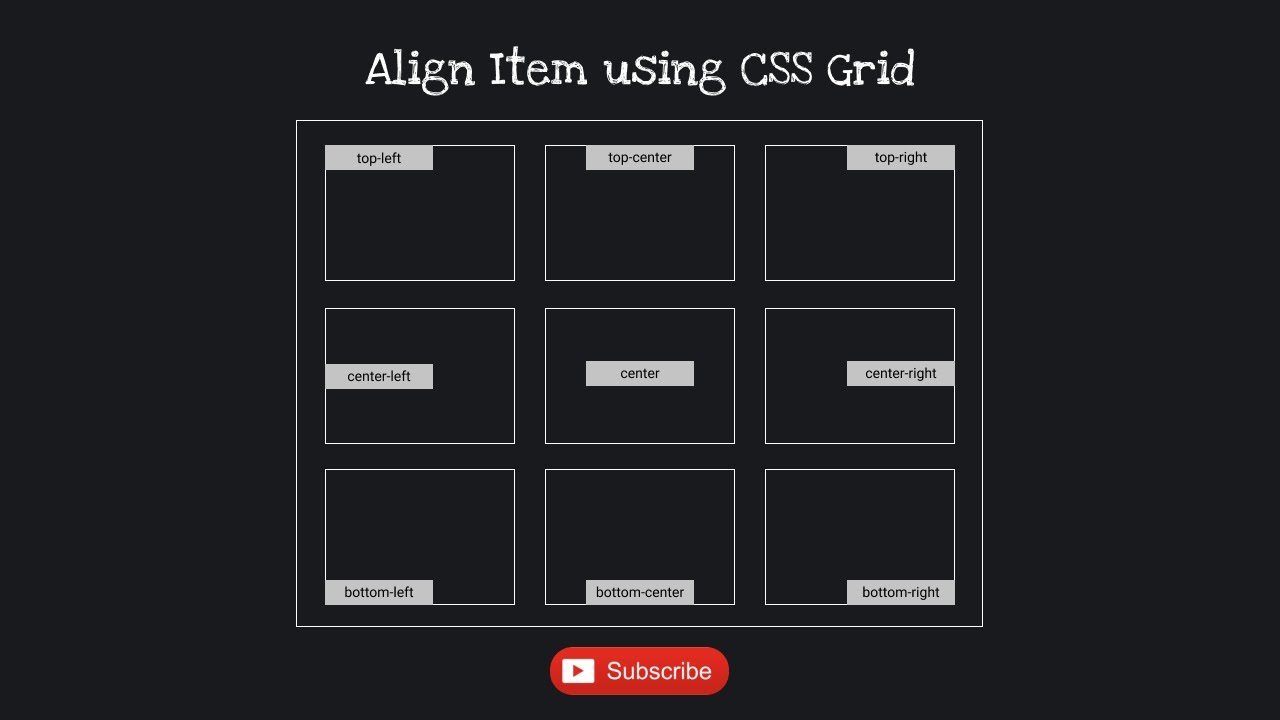 Align Item using CSS Grid
top-left
top-center
top-right
center-left
center
center-right
bottom-left
bottom-center
bottom-right
Subscribe